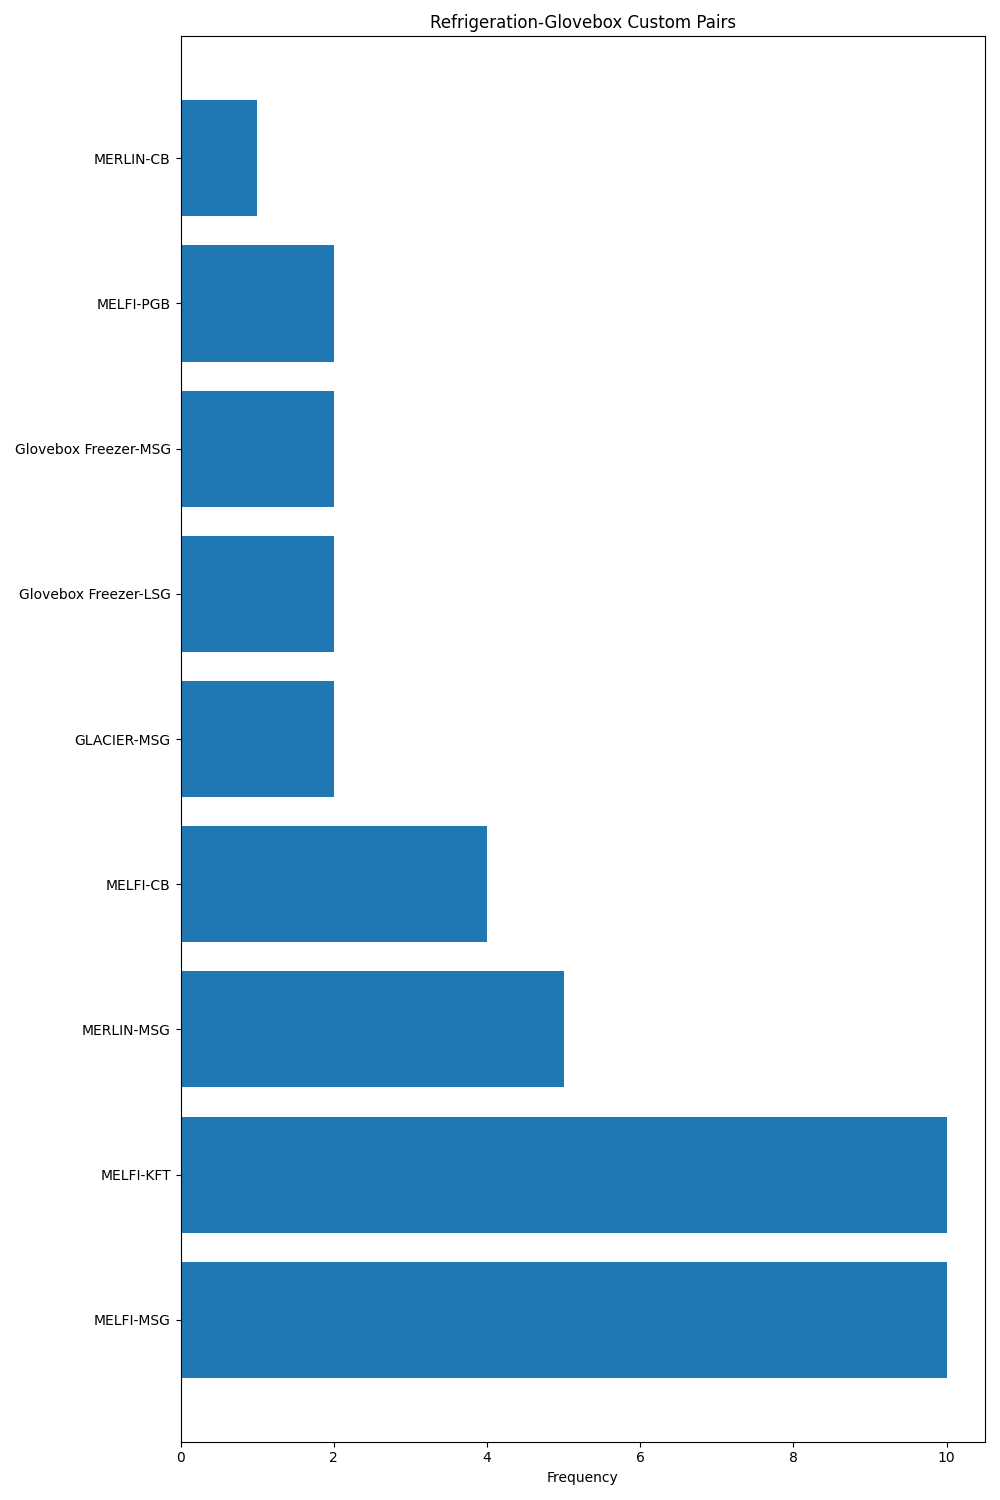 Refrigeration-Glovebox Custom Pairs
MERLIN-CB
MELFI-PGB
Glovebox Freezer-MSG
Glovebox Freezer-LSG
GLACIER-MSG
MELFI-CB
MERLIN-MSG
MELFI-KFT
MELFI-MSG
0 2 4 6 8 10
Frequency